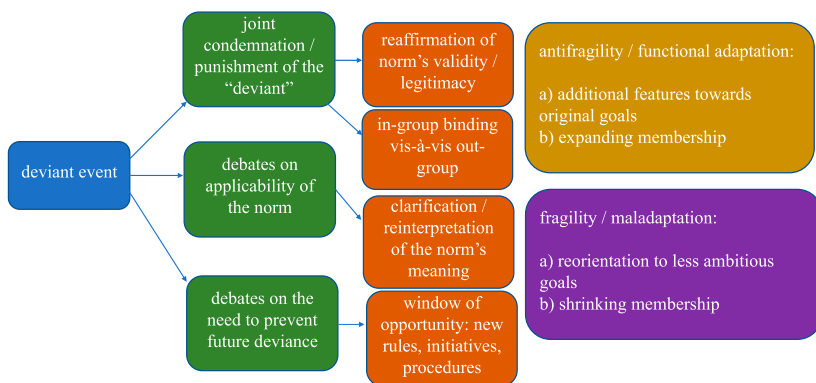 deviant event
joint
condemnation /
punishment of the
“deviant”
debates on
applicability of
the norm
debates on the
need to prevent
future deviance
reaffirmation of
norm’s validity /
legitimacy
in-group binding
vis-à-vis out-
group
clarification /
reinterpretation
of the norm’s
meaning
window of
opportunity: new
rules, initiatives,
procedures
antifragility / functional adaptation:
a) additional features towards
original goals
b) expanding membership
fragility / maladaptation:
a) reorientation to less ambitious
goals
b) shrinking membership